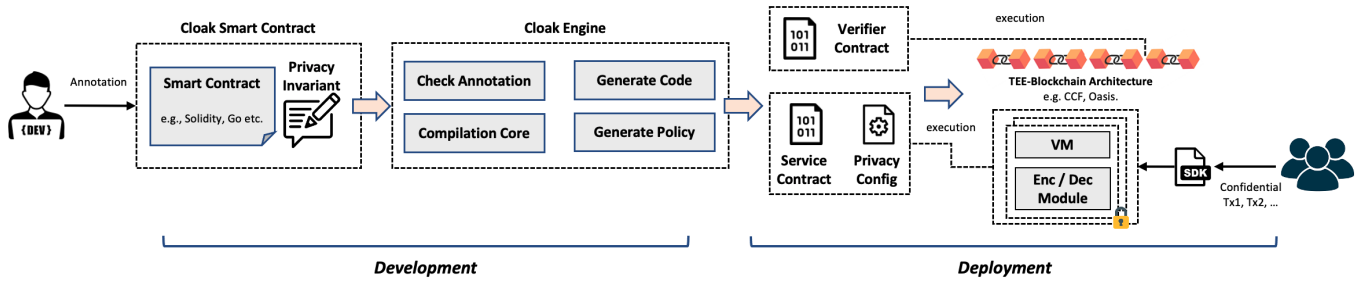 Cloak Smart Contract
Annotation
{DEV}
Smart Contract
e.g., Solidity, Go etc.
Privacy
Invariant
Cloak Engine
Check Annotation
Generate Code
Compilation Core
Generate Policy
101
011
Verifier
Contract
execution
101
011
Service
Contract
Privacy
Config
execution
TEE-Blockchain Architecture
e.g. CCF, Oasis.
VM
Enc / Dec
Module
SDK
Confidential
Tx1, Tx2, ...
Development
Deployment